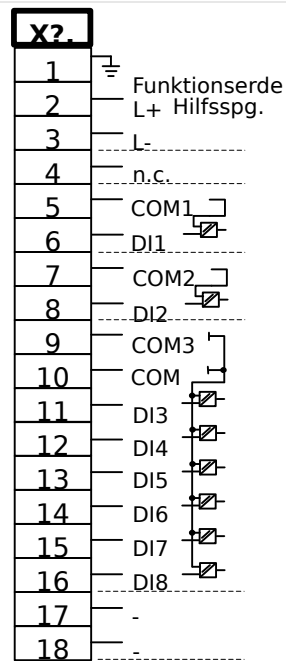 X?.
1
Funktionserde
2 L+ Hilfsspg.
3 L-
4 n.c.
5 COM1
6 DI1
7 COM2
8 DI2
9 COM3
10 COM
11 DI3
12 DI4
13 DI5
14 DI6
15 DI7
16 DI8
17 -
18 -